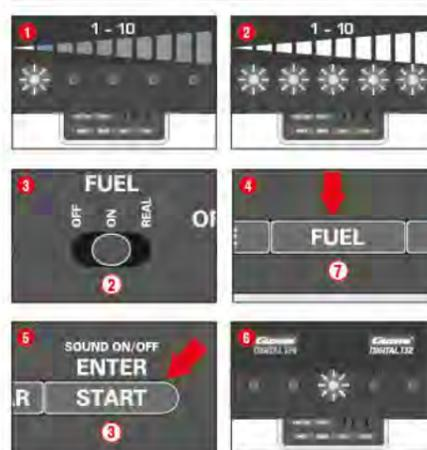 1
1 - 10
2
1 - 10
3
FUEL
OFF
ON
REAL
OF
2
4
FUEL
7
5
SOUND ON/OFF
ENTER
AR
START
3
6
Carrera
DIGITAL 124
Carrera
DIGITAL 132